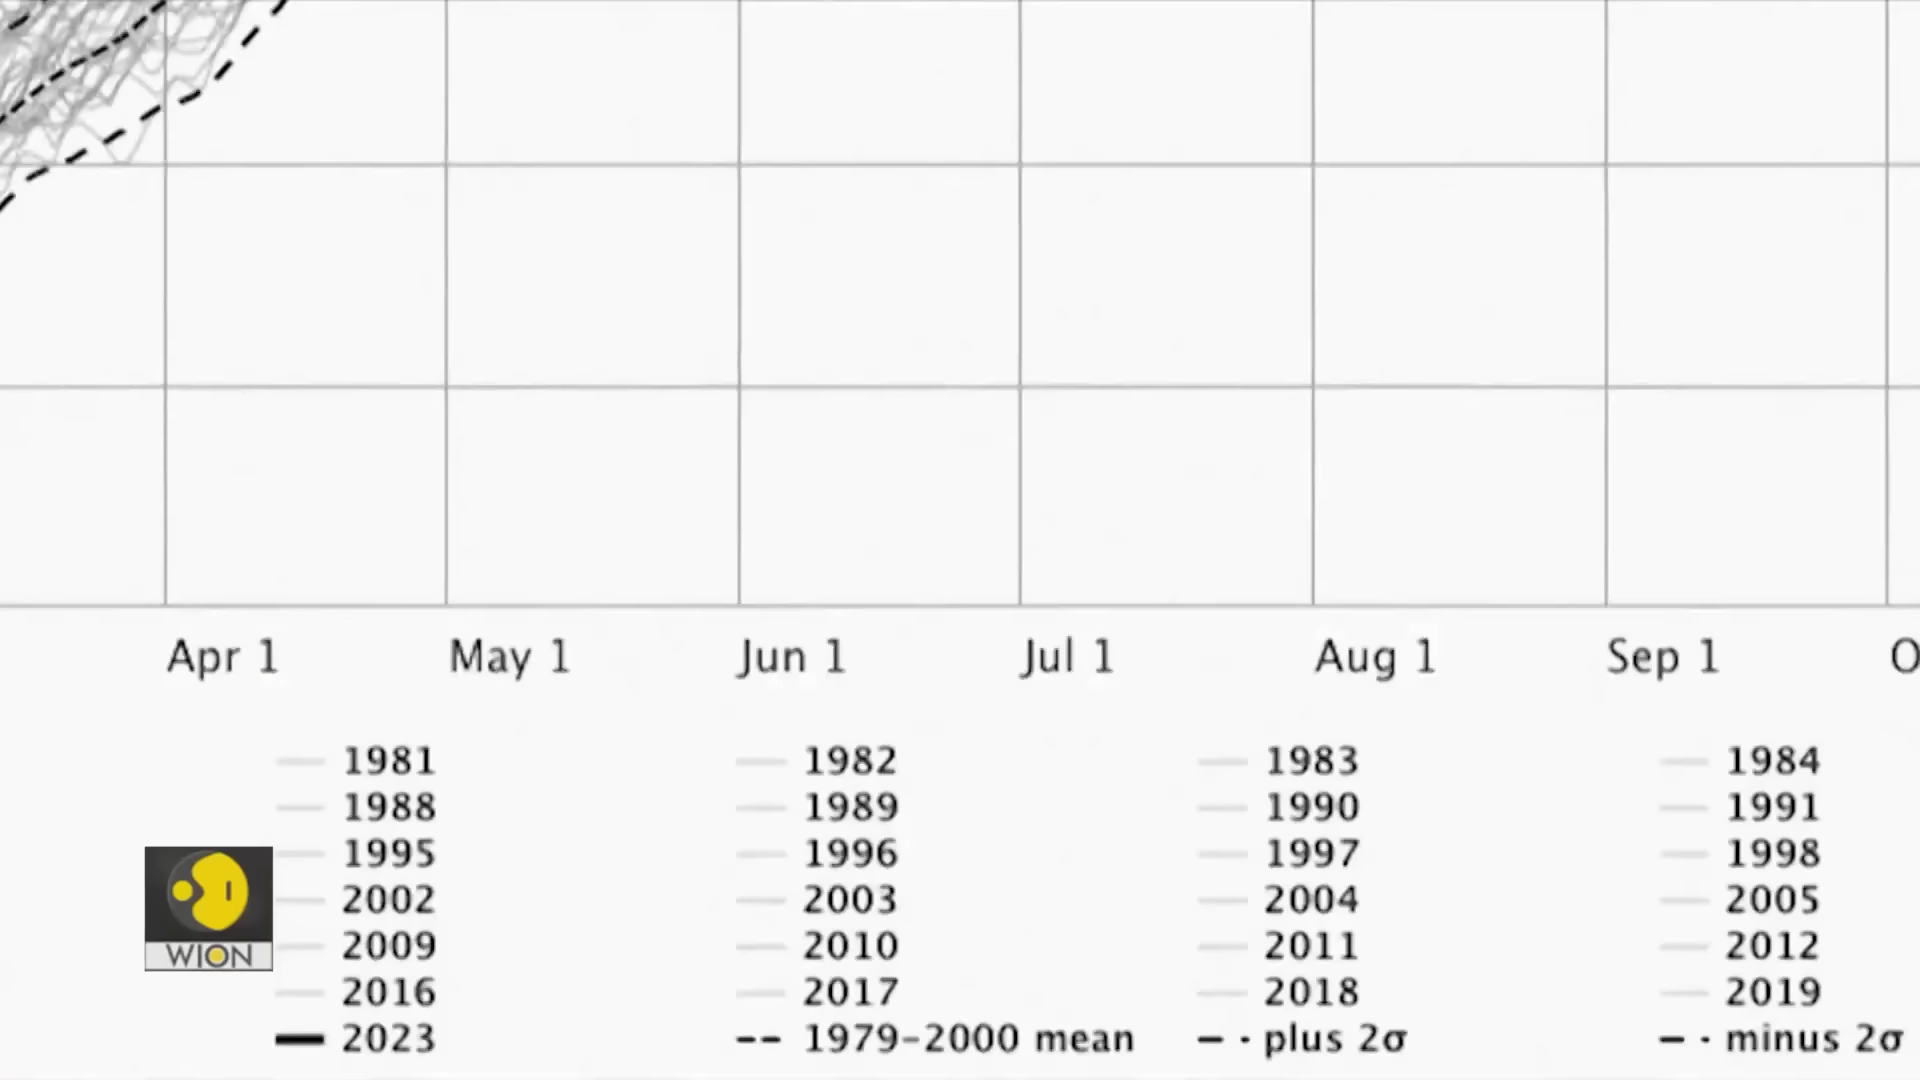 Apr 1 May 1 Jun 1 Jul 1 Aug 1 Sep 1 O
1981 1982 1983 1984
1988 1989 1990 1991
1995 1996 1997 1998
2002 2003 2004 2005
2009 2010 2011 2012
2016 2017 2018 2019
2023 1979-2000 mean plus 2σ minus 2σ
WION